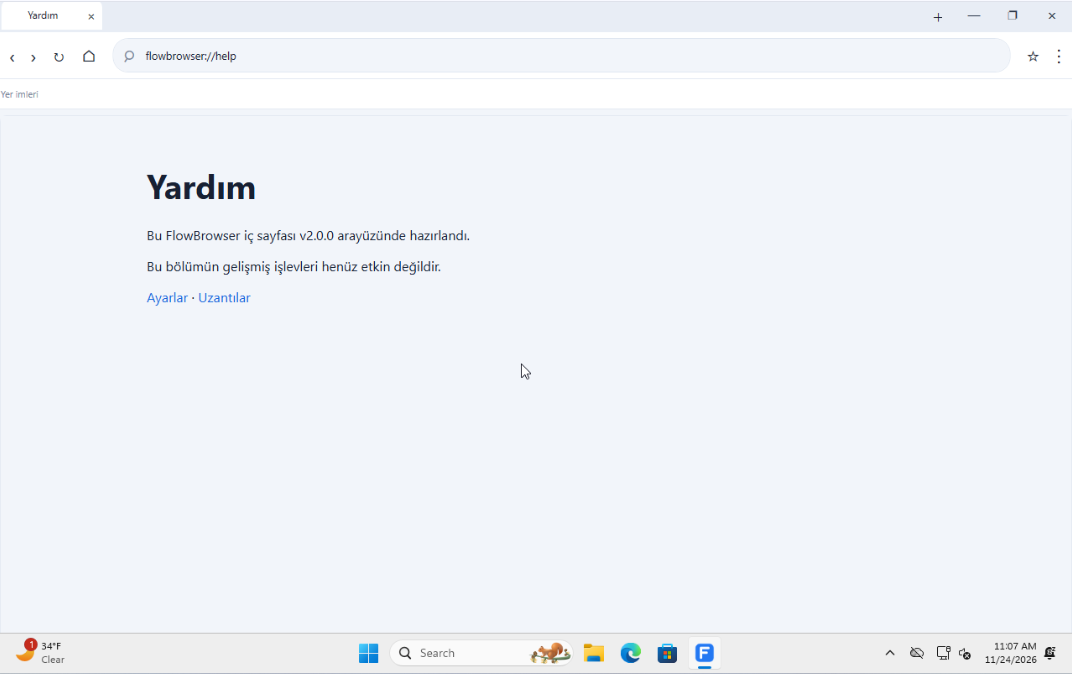 Yardım
flowbrowser://help
Yer imleri
Yardım
Bu FlowBrowser iç sayfası v2.0.0 arayüzünde hazırlandı.
Bu bölümün gelişmiş işlevleri henüz etkin değildir.
Ayarlar · Uzantılar
1
34°F
Clear
Search
F
11:07 AM
11/24/2026